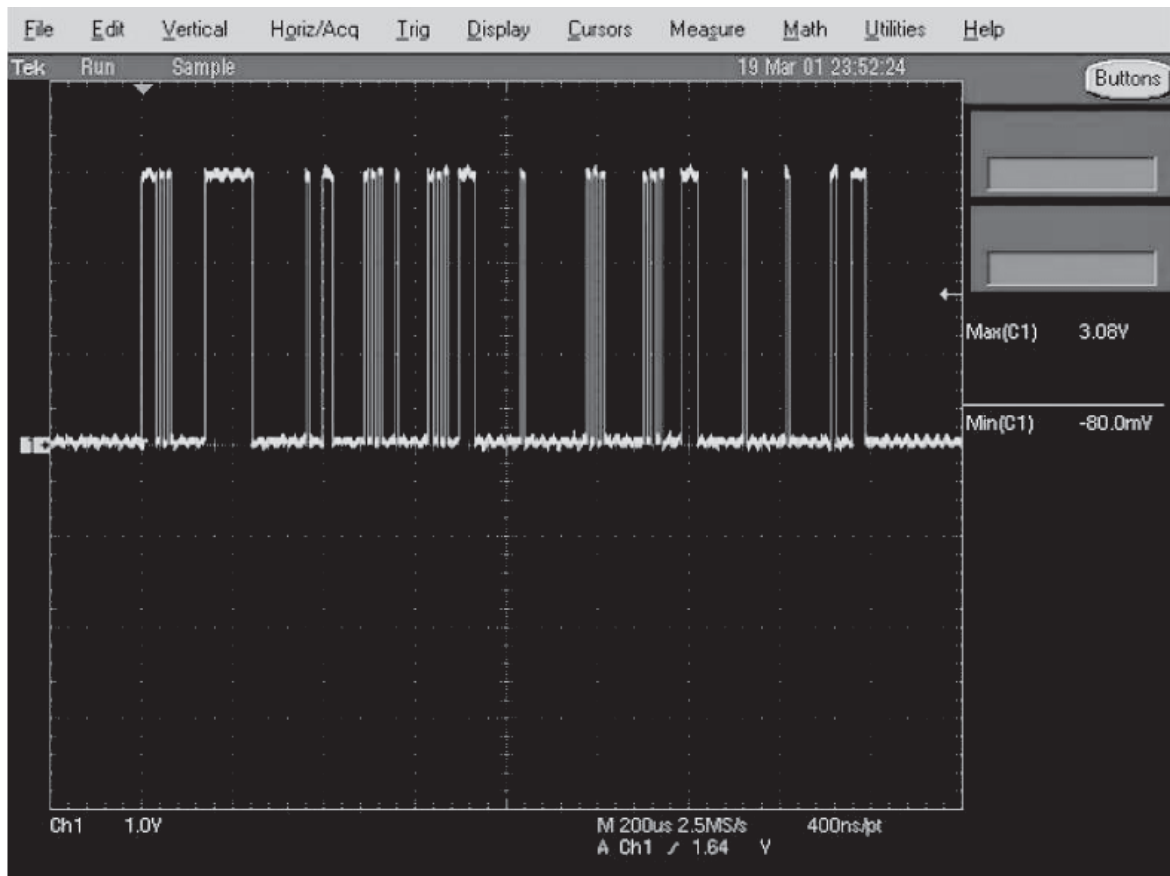 File Edit Vertical Horiz/Acq Trig Display Cursors Measure Math Utilities Help
Tek Run Sample 19 Mar 01 23:52:24
Buttons
Max(C1) 3.08V
1
Min(C1) -80.0mV
Ch1 1.0V M 200us 2.5MS/s 400ns/pt
A Ch1 / 1.64 V